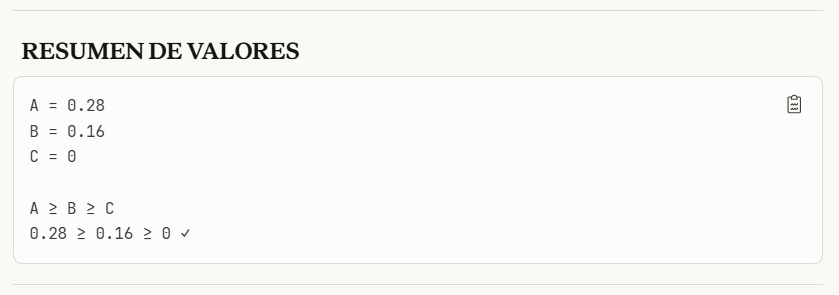 RESUMEN DE VALORES
A = 0.28
B = 0.16
C = 0
A ≥ B ≥ C
0.28 ≥ 0.16 ≥ 0 ✓